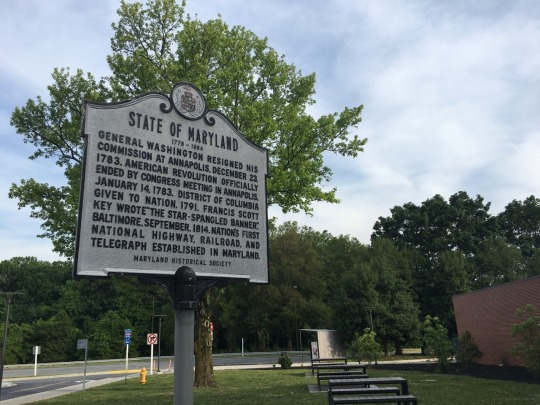 STATE OF MARYLAND
1776 - 1864
GENERAL WASHINGTON RESIGNED HIS
COMMISSION AT ANNAPOLIS, DECEMBER 23,
1783. AMERICAN REVOLUTION OFFICIALLY
ENDED BY CONGRESS MEETING IN ANNAPOLIS,
JANUARY 14, 1783. DISTRICT OF COLUMBIA
GIVEN TO NATION, 1791. FRANCIS SCOTT
KEY WROTE "THE STAR-SPANGLED BANNER,"
BALTIMORE, SEPTEMBER, 1814. NATION'S FIRST
NATIONAL HIGHWAY, RAILROAD, AND
TELEGRAPH ESTABLISHED IN MARYLAND.
MARYLAND HISTORICAL SOCIETY